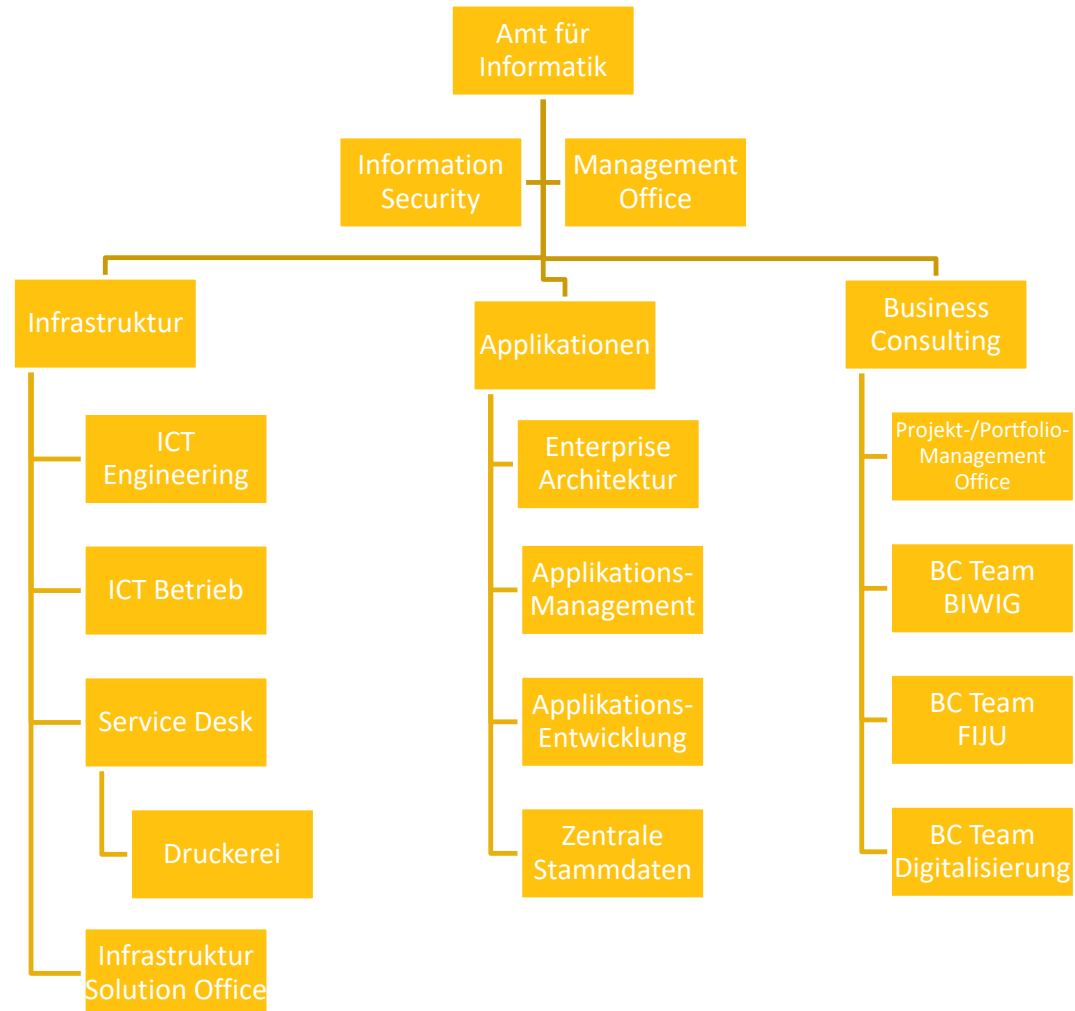 Amt für
Informatik
Information
Security
Management
Office
Infrastruktur
ICT
Engineering
ICT Betrieb
Service Desk
Druckerei
Infrastruktur
Solution Office
Applikationen
Enterprise
Architektur
Applikations-
Management
Applikations-
Entwicklung
Zentrale
Stammdaten
Business
Consulting
Projekt-/Portfolio-
Management
Office
BC Team
BIWIG
BC Team
FIJU
BC Team
Digitalisierung